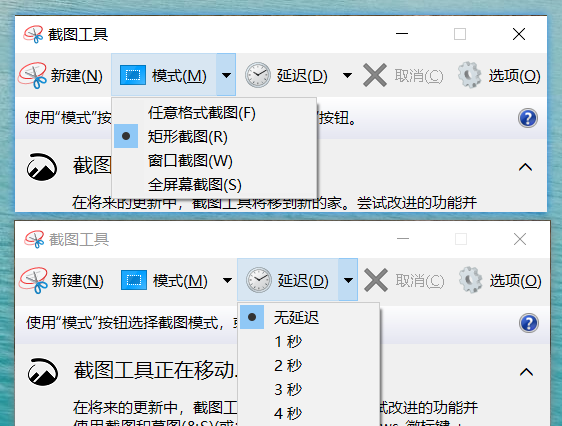 截图工具
新建(N) 模式(M) 延迟(D) 取消(C) 选项(O)
使用“模式”按 ”按钮。
任意格式截图(F)
矩形截图(R)
窗口截图(W)
全屏幕截图(S)
截图
在将来的更新中，截图工具将移到新的家。尝试改进的功能并
截图工具
新建(N) 模式(M) 延迟(D) 取消(C) 选项(O)
使用“模式”按钮选择截图模式，或 钮。
无延迟
1 秒
2 秒
3 秒
4 秒
截图工具正在移动.
在将来的更新中，截图工 试改进的功能并
使用截图和草图(&S)(或